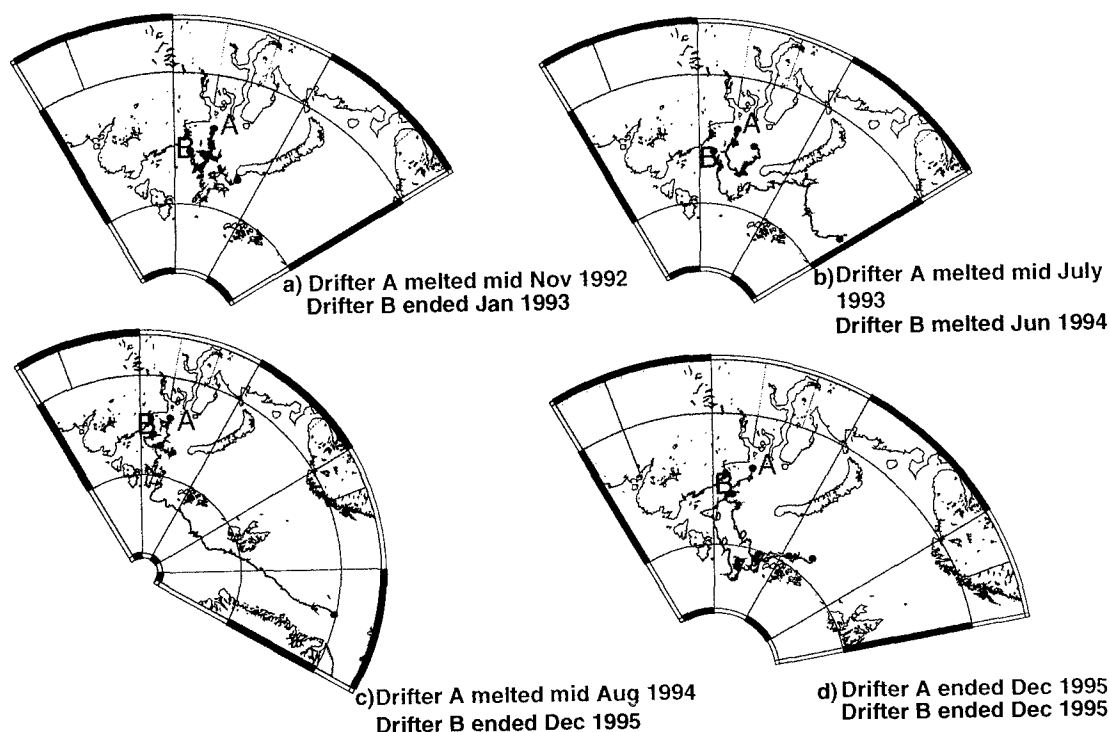 A
B
a) Drifter A melted mid Nov 1992
Drifter B ended Jan 1993
A
B
b) Drifter A melted mid July
1993
Drifter B melted Jun 1994
A
B
c) Drifter A melted mid Aug 1994
Drifter B ended Dec 1995
A
B
d) Drifter A ended Dec 1995
Drifter B ended Dec 1995